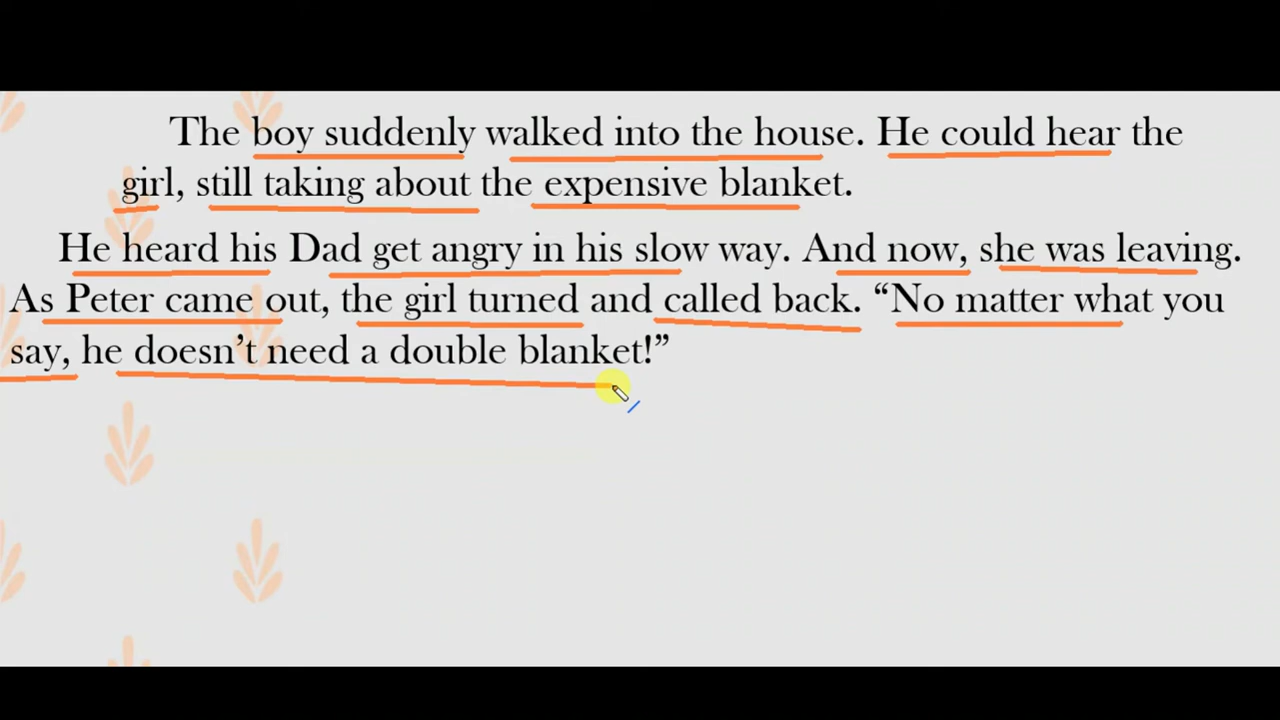 The boy suddenly walked into the house. He could hear the
girl, still taking about the expensive blanket.
He heard his Dad get angry in his slow way. And now, she was leaving.
As Peter came out, the girl turned and called back. “No matter what you
say, he doesn’t need a double blanket!”